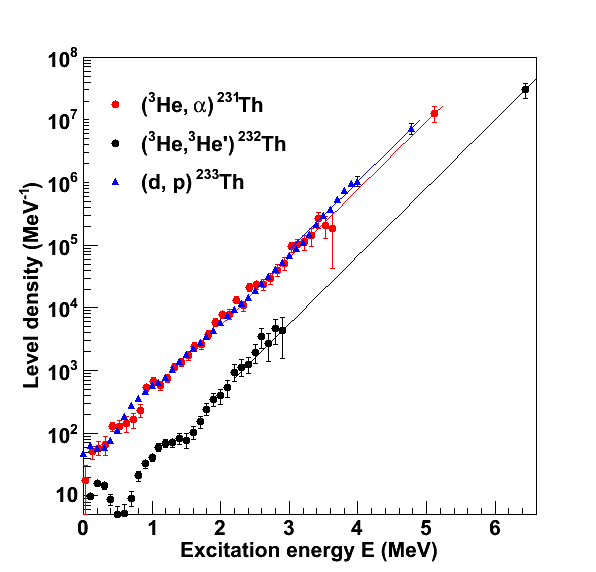 10⁸
10⁷
10⁶
10⁵
10⁴
10³
10²
10
(³He, α)²³¹Th
(³He,³He')²³²Th
(d, p)²³³Th
Level density (MeV⁻¹)
0 1 2 3 4 5 6
Excitation energy E (MeV)